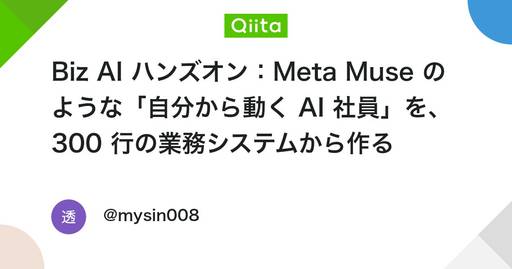 Qiita
Biz AI ハンズオン：Meta Muse の
ような「自分から動く AI 社員」を、
300 行の業務システムから作る
透 @mysin008